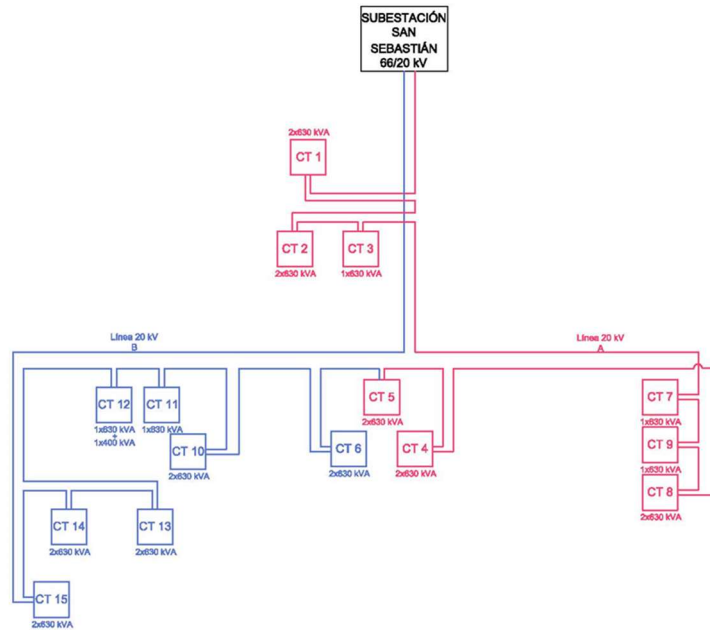 SUBESTACIÓN
SAN
SEBASTIÁN
66/20 kV
2x630 kVA
CT 1
CT 2
CT 3
2x630 kVA
1x630 kVA
Línea 20 kV
B
Línea 20 kV
A
CT 12
CT 11
CT 5
CT 7
1x630 kVA
+
1x400 kVA
1x630 kVA
2x630 kVA
1x630 kVA
CT 10
CT 6
CT 4
CT 9
2x630 kVA
2x630 kVA
2x630 kVA
1x630 kVA
CT 8
2x630 kVA
CT 14
CT 13
2x630 kVA
2x630 kVA
CT 15
2x630 kVA